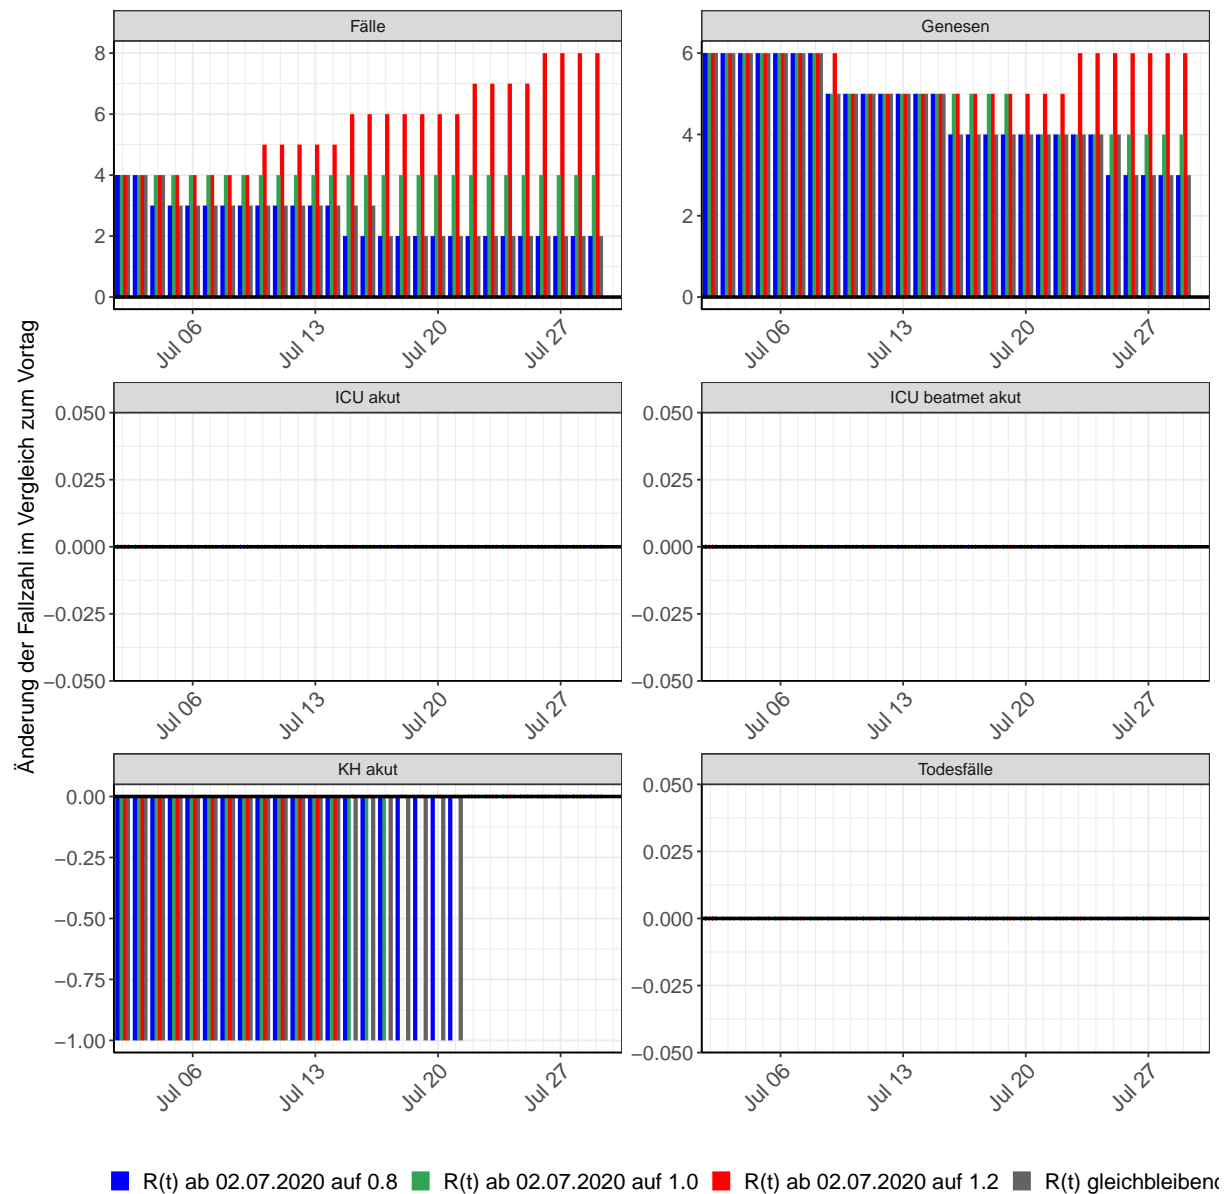 Fälle
Genesen
8
6
4
2
0
6
4
2
0
Jul 06
Jul 13
Jul 20
Jul 27
Jul 06
Jul 13
Jul 20
Jul 27
Änderung der Fallzahl im Vergleich zum Vortag
ICU akut
ICU beatmet akut
0.050
0.025
0.000
−0.025
−0.050
0.050
0.025
0.000
−0.025
−0.050
Jul 06
Jul 13
Jul 20
Jul 27
Jul 06
Jul 13
Jul 20
Jul 27
KH akut
Todesfälle
0.00
−0.25
−0.50
−0.75
−1.00
0.050
0.025
0.000
−0.025
−0.050
Jul 06
Jul 13
Jul 20
Jul 27
Jul 06
Jul 13
Jul 20
Jul 27
R(t) ab 02.07.2020 auf 0.8
R(t) ab 02.07.2020 auf 1.0
R(t) ab 02.07.2020 auf 1.2
R(t) gleichbleibend